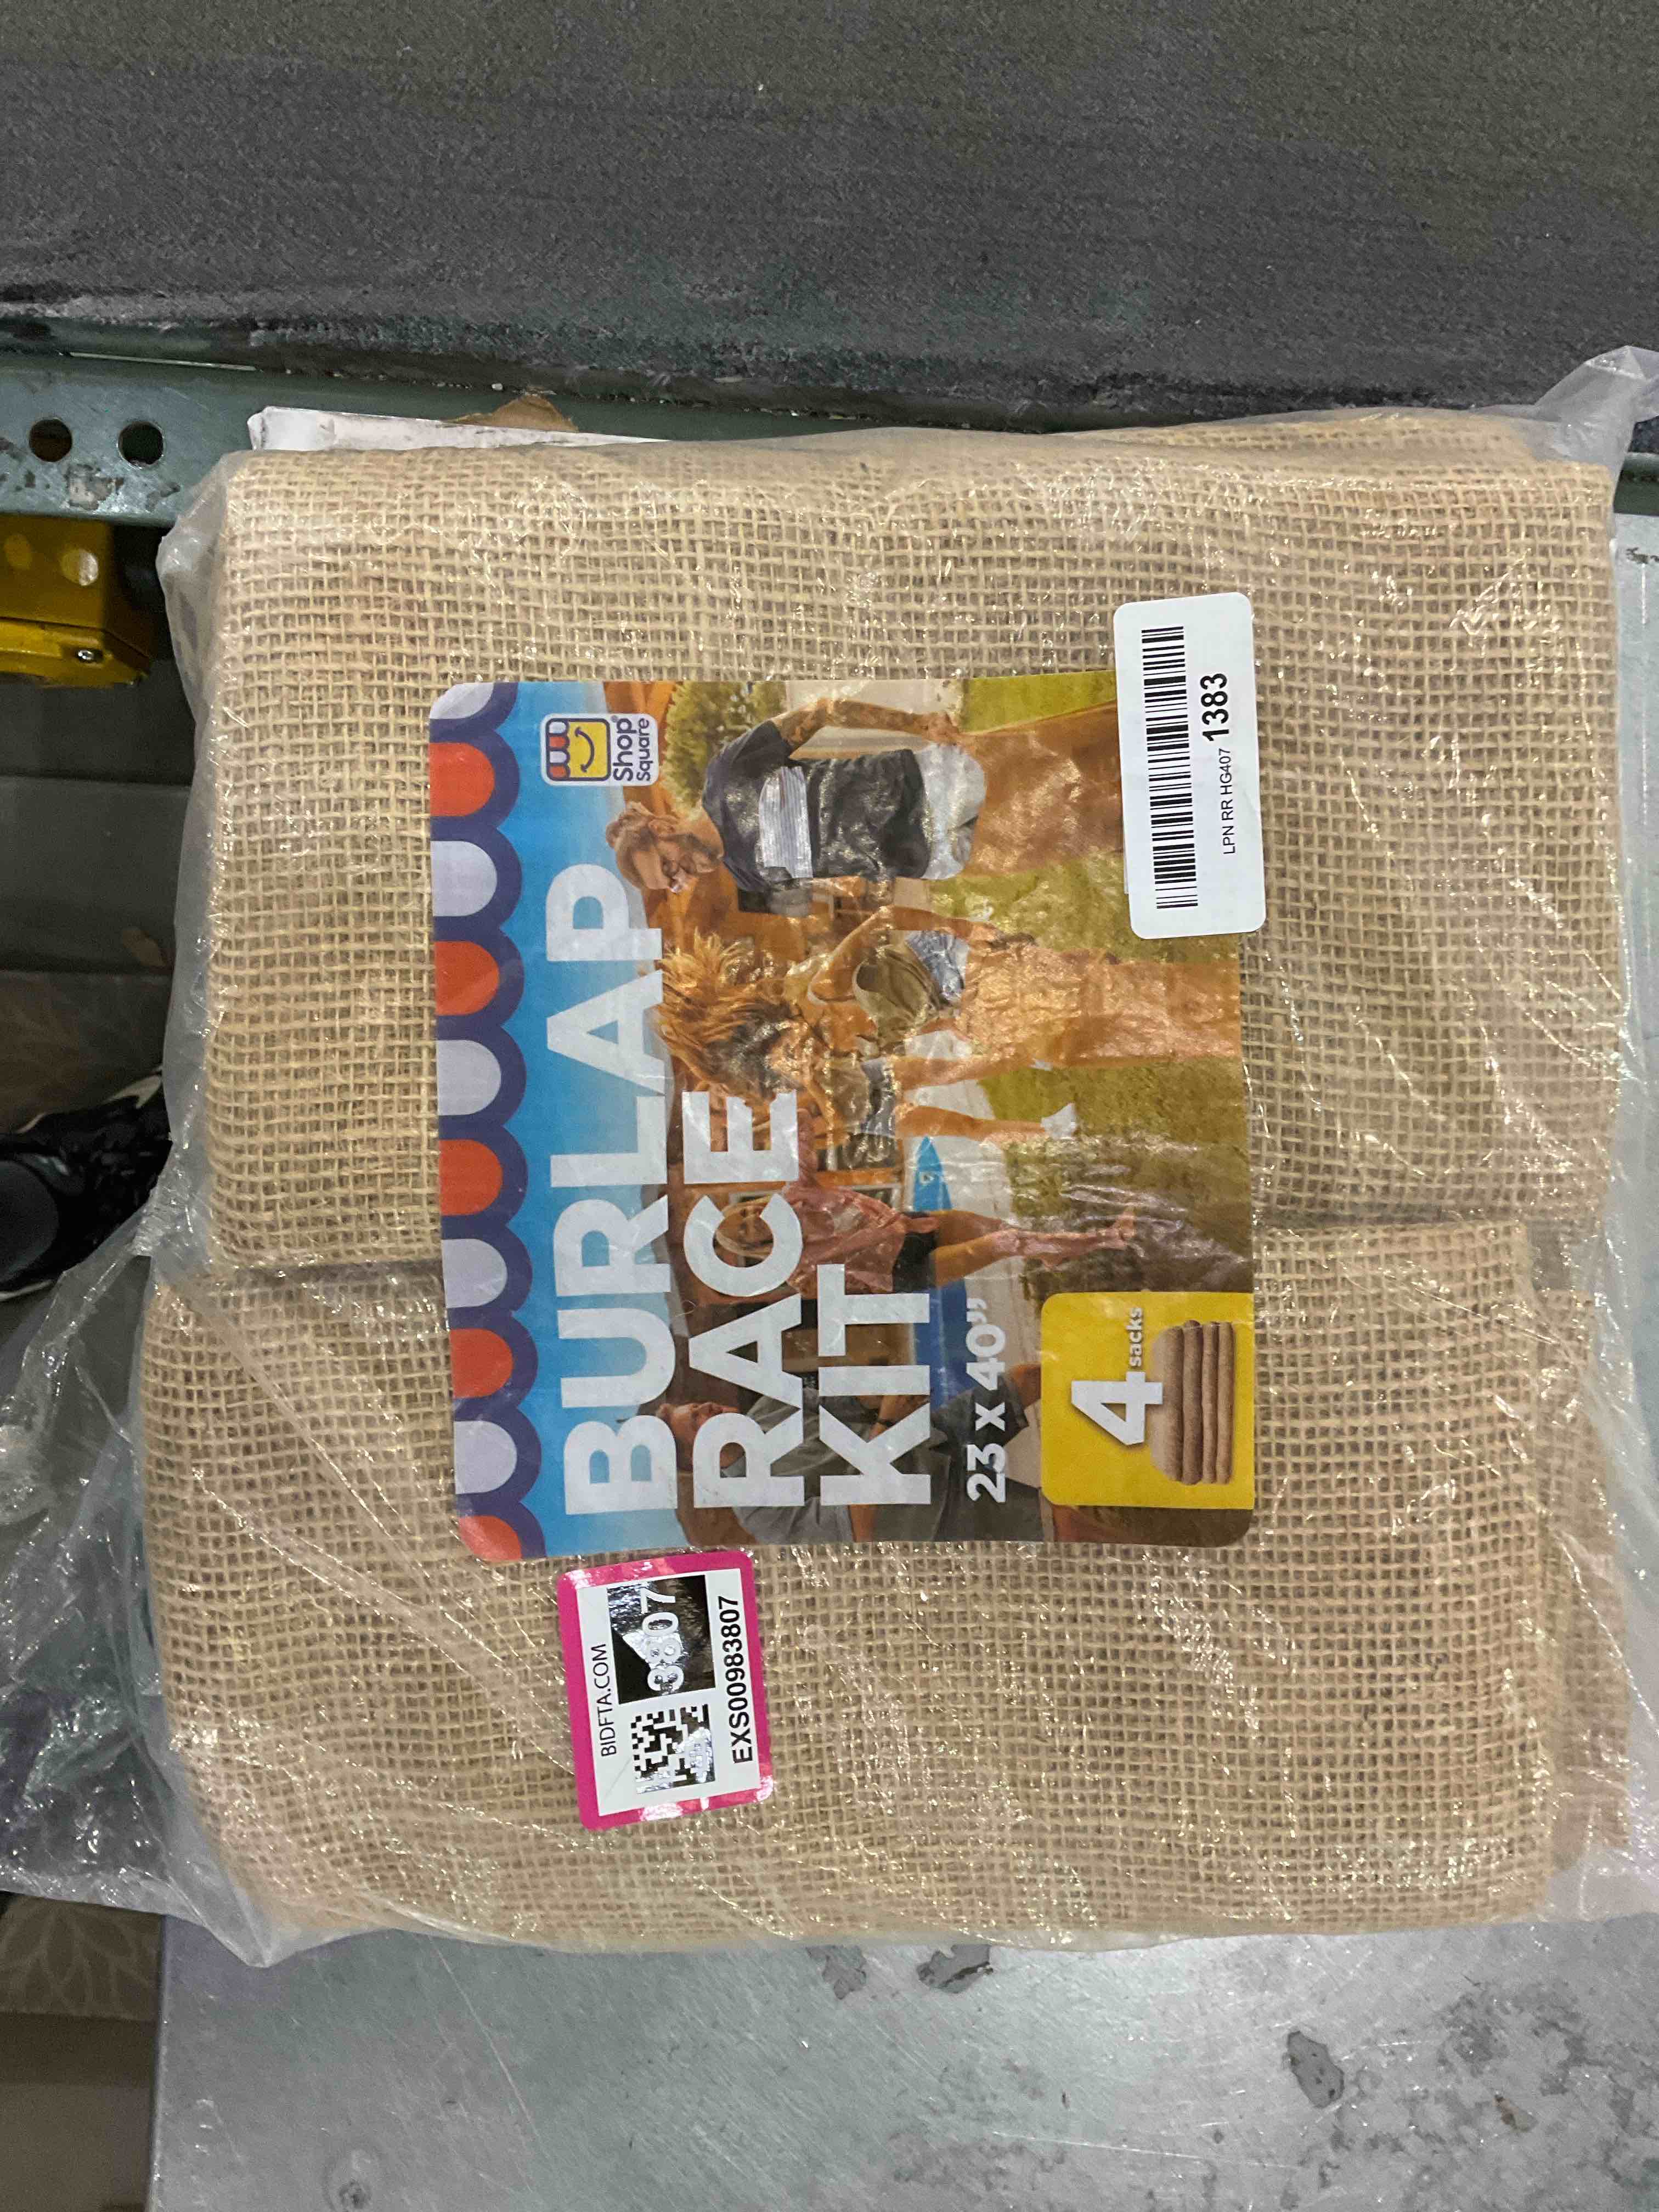 Shop
Square®
BURLAP
RACE
KIT
23 x 40”
4
sacks
LPN RR HG407 1383
BIDFTA.COM
3807
EXS00983807